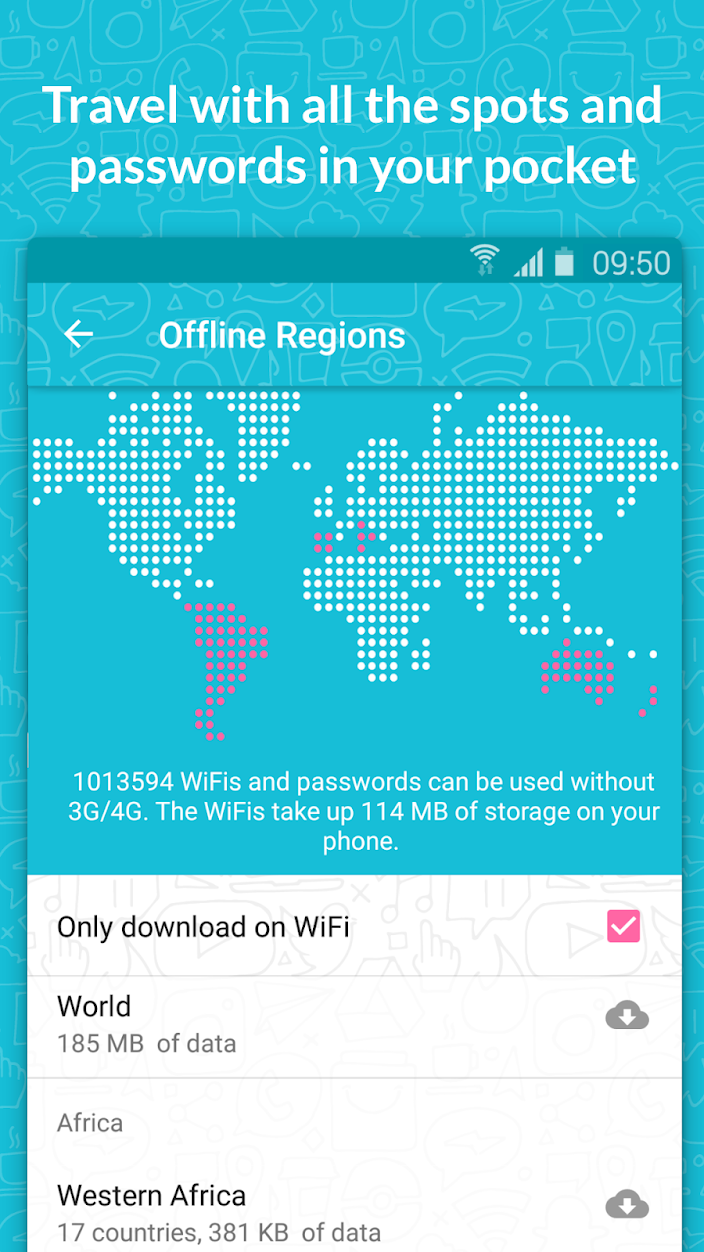 Travel with all the spots and
passwords in your pocket
09:50
Offline Regions
1013594 WiFis and passwords can be used without
3G/4G. The WiFis take up 114 MB of storage on your
phone.
Only download on WiFi
World
185 MB  of data
Africa
Western Africa
17 countries, 381 KB  of data